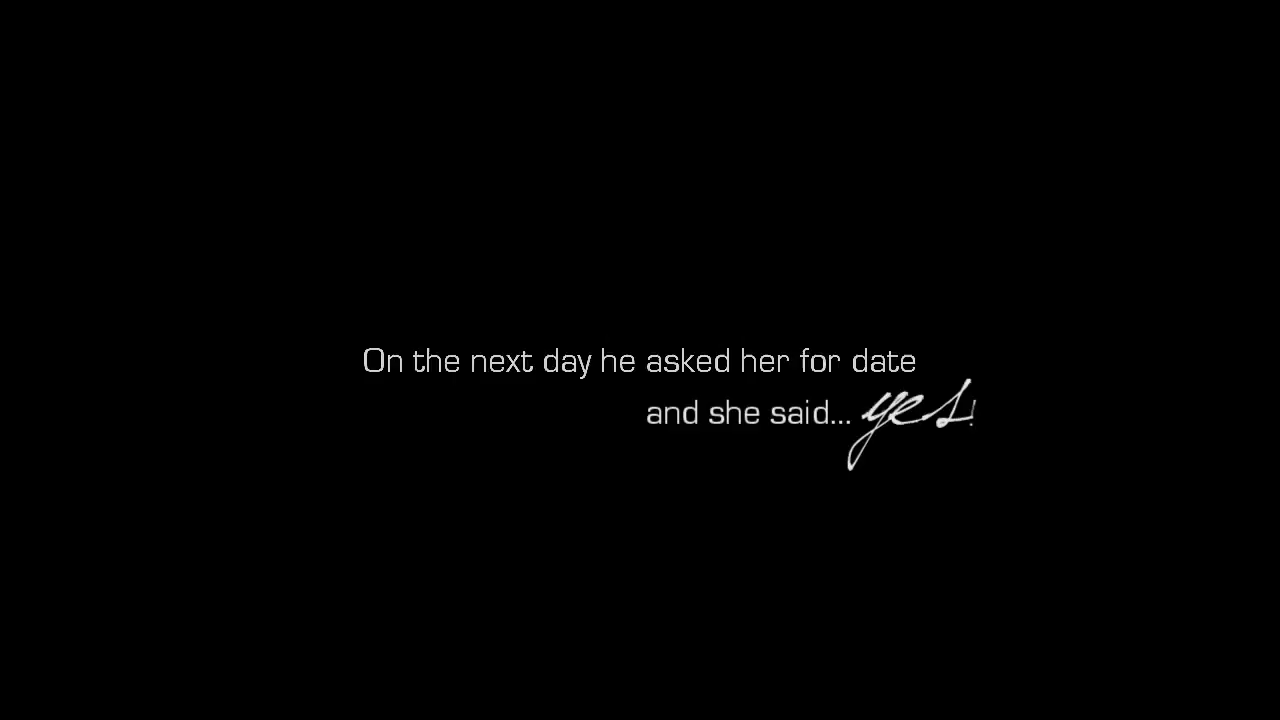 On the next day he asked her for date
and she said... yes!